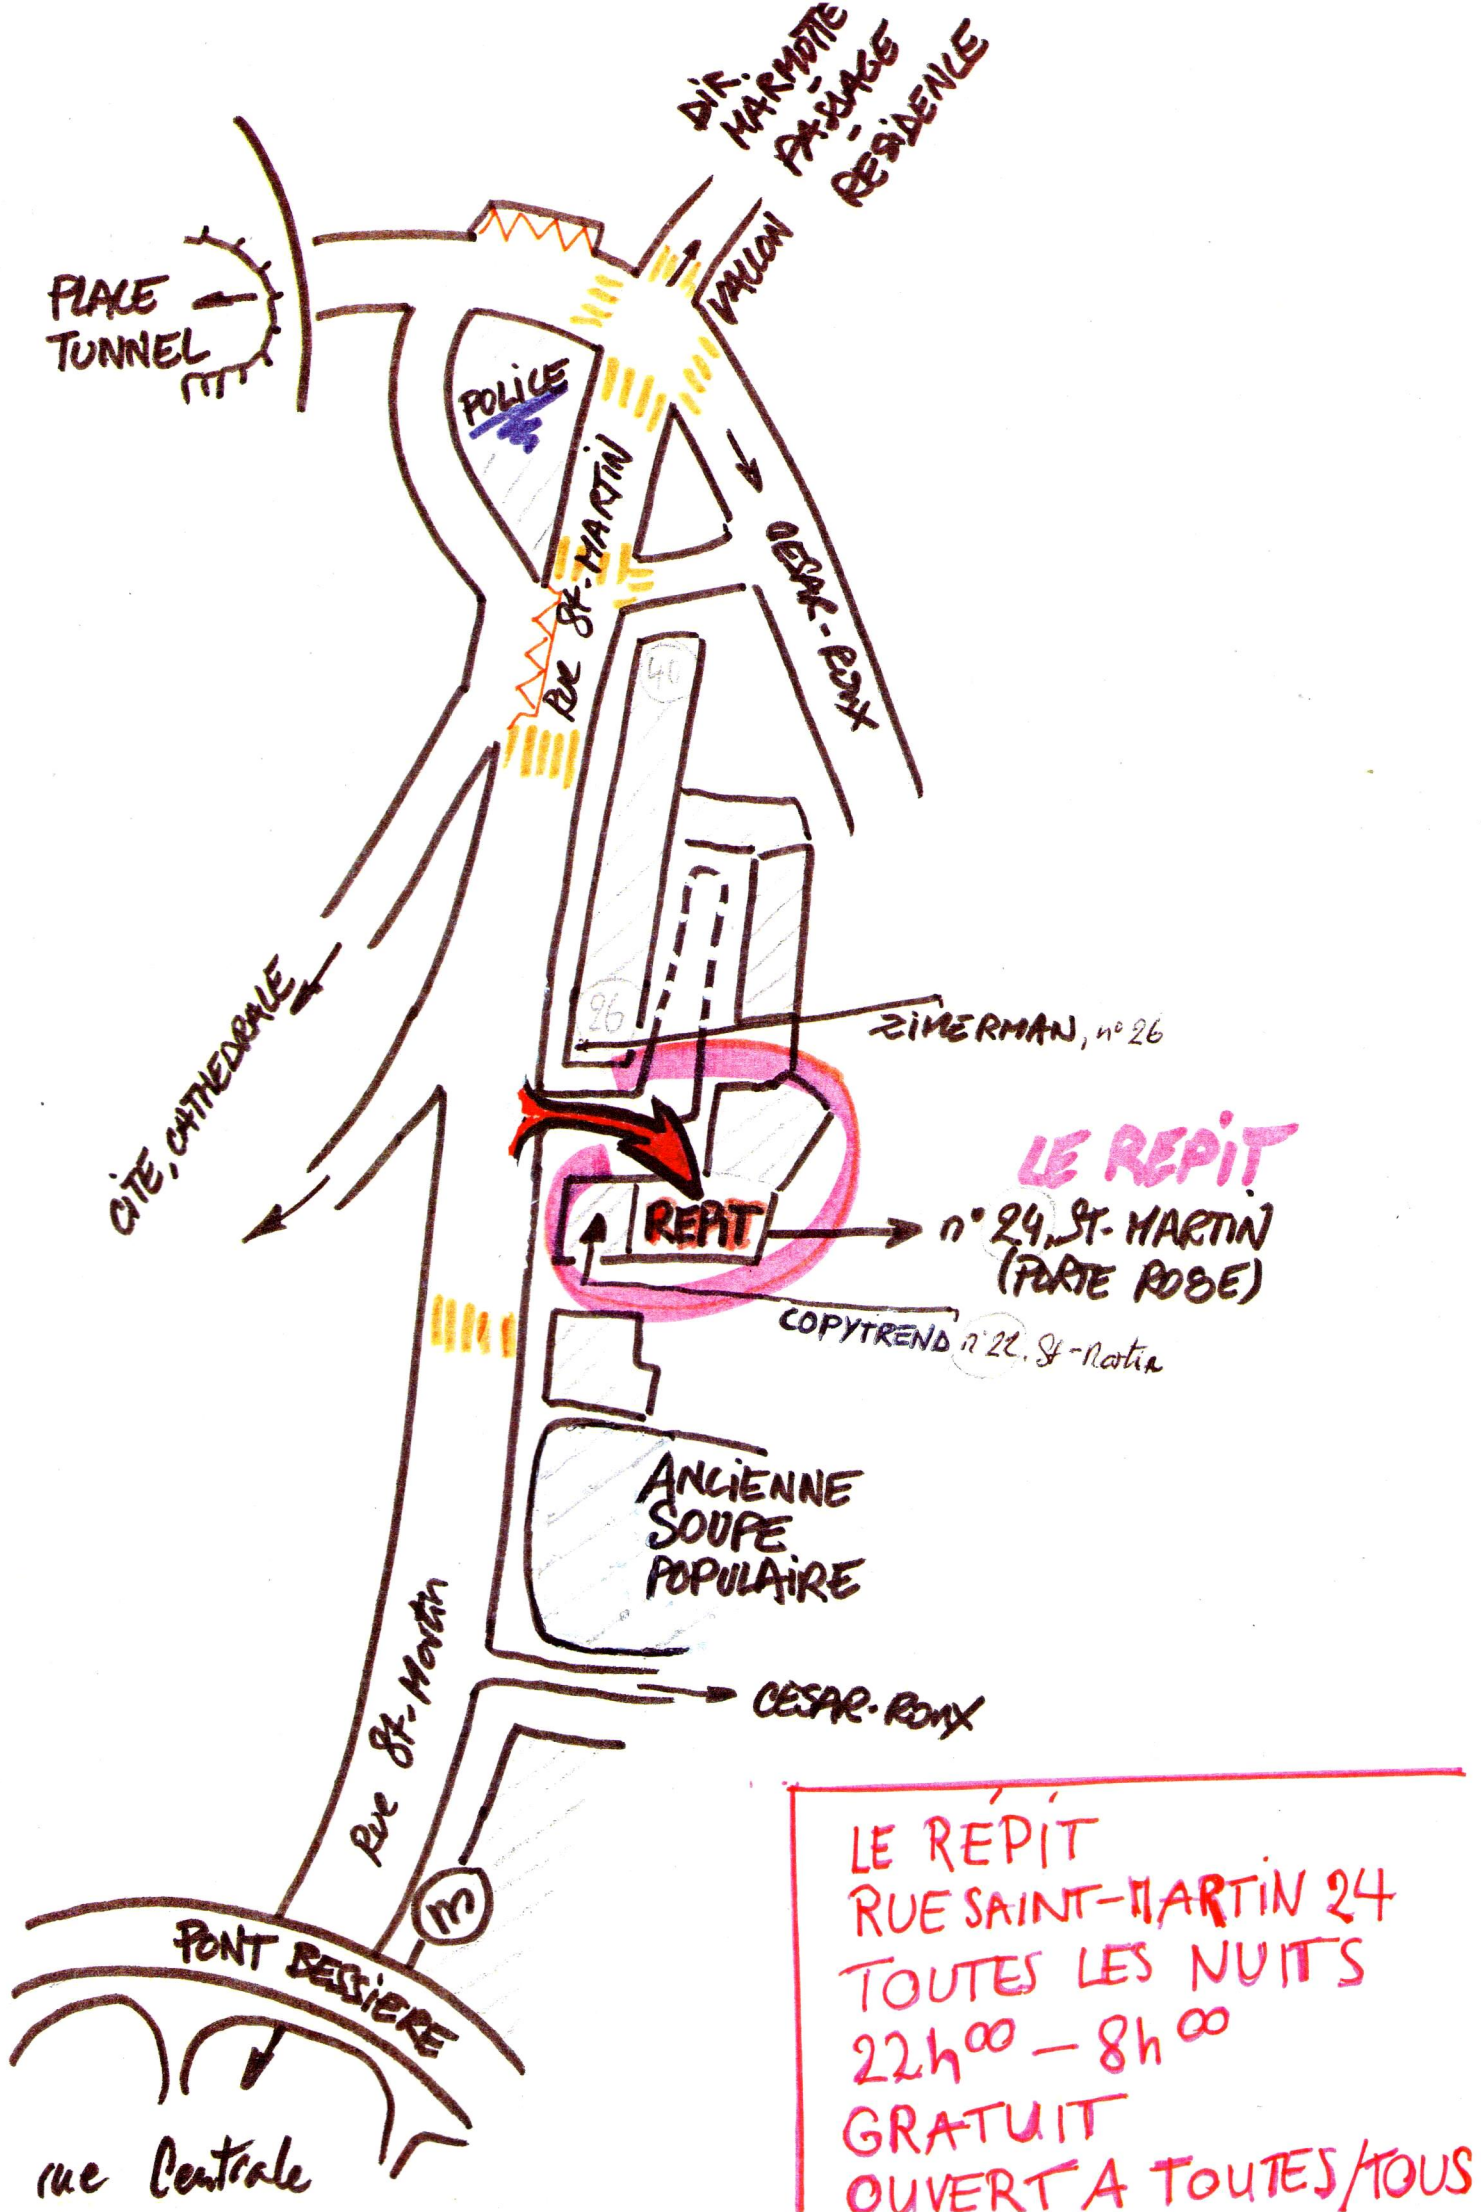 DIR.
MARMOTTE
-
PASSAGE
-
RESIDENCE
VALLON
PLACE
TUNNEL
POLICE
RUE St-MARTIN
CESAR-ROUX
40
CITE, CATHEDRALE
26
ZIMERMAN, n° 26
LE REPIT
REPIT
n° 24, ST-MARTIN
(PORTE ROSE)
COPYTREND n° 22, St-Martin
ANCIENNE
SOUPE
POPULAIRE
Rue St-Martin
CESAR-ROUX
m
PONT BESSIERE
rue Centrale
LE RÉPIT
RUE SAINT-MARTIN 24
TOUTES LES NUITS
22h00 - 8h00
GRATUIT
OUVERT A TOUTES/TOUS